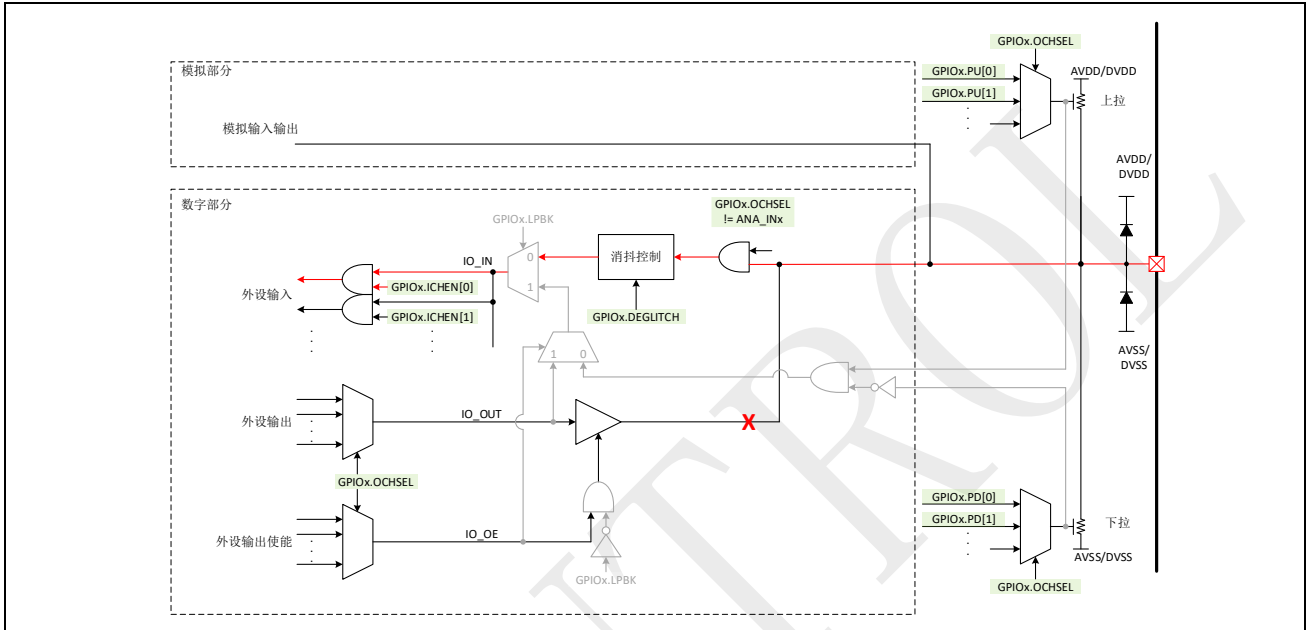 GPIOx.OCHSEL
模拟部分
GPIOx.PU[0]
AVDD/DVDD
GPIOx.PU[1]
上拉
模拟输入输出
AVDD/
DVDD
数字部分
GPIOx.OCHSEL
!= ANA_INx
GPIOx.LPBK
消抖控制
IO_IN
0
1
GPIOx.ICHEN[0]
外设输入
GPIOx.ICHEN[1]
GPIOx.DEGLITCH
1 0
AVSS/
DVSS
外设输出
IO_OUT
X
GPIOx.OCHSEL
GPIOx.PD[0]
GPIOx.PD[1]
下拉
外设输出使能
IO_OE
AVSS/DVSS
GPIOx.LPBK
GPIOx.OCHSEL
NTROL